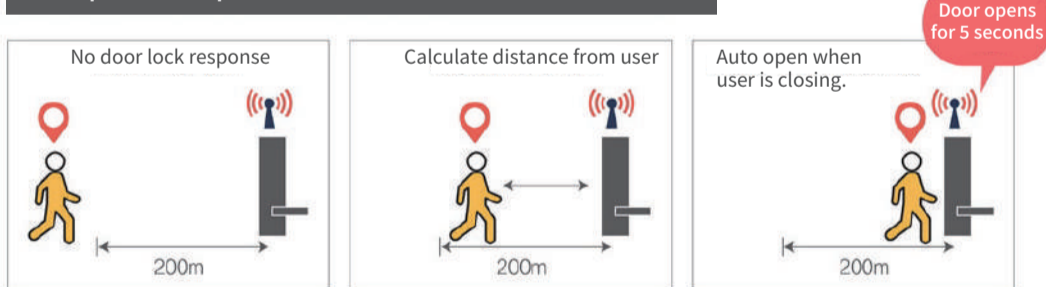 Door opens
for 5 seconds
No door lock response
200m
Calculate distance from user
200m
Auto open when
user is closing.
200m